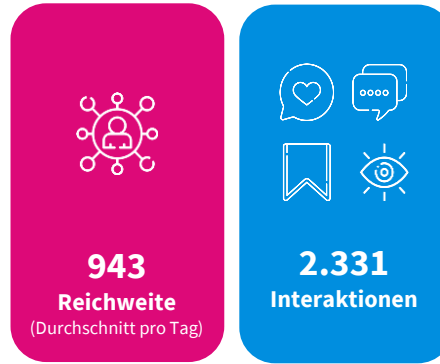 943
Reichweite
(Durchschnitt pro Tag)
2.331
Interaktionen